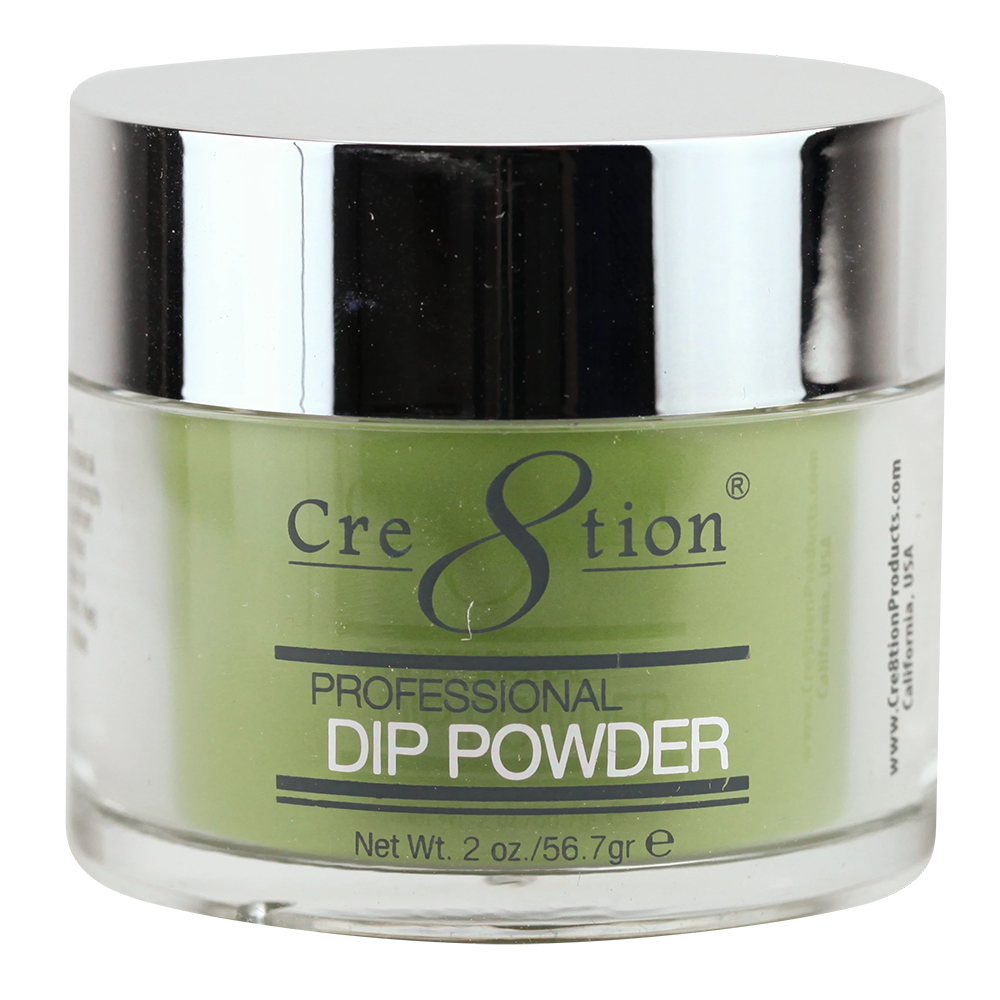 Cre8tion®
PROFESSIONAL
DIP POWDER
Net Wt. 2 oz./56.7gr ℮
www.Cre8tionProducts.com
California, USA